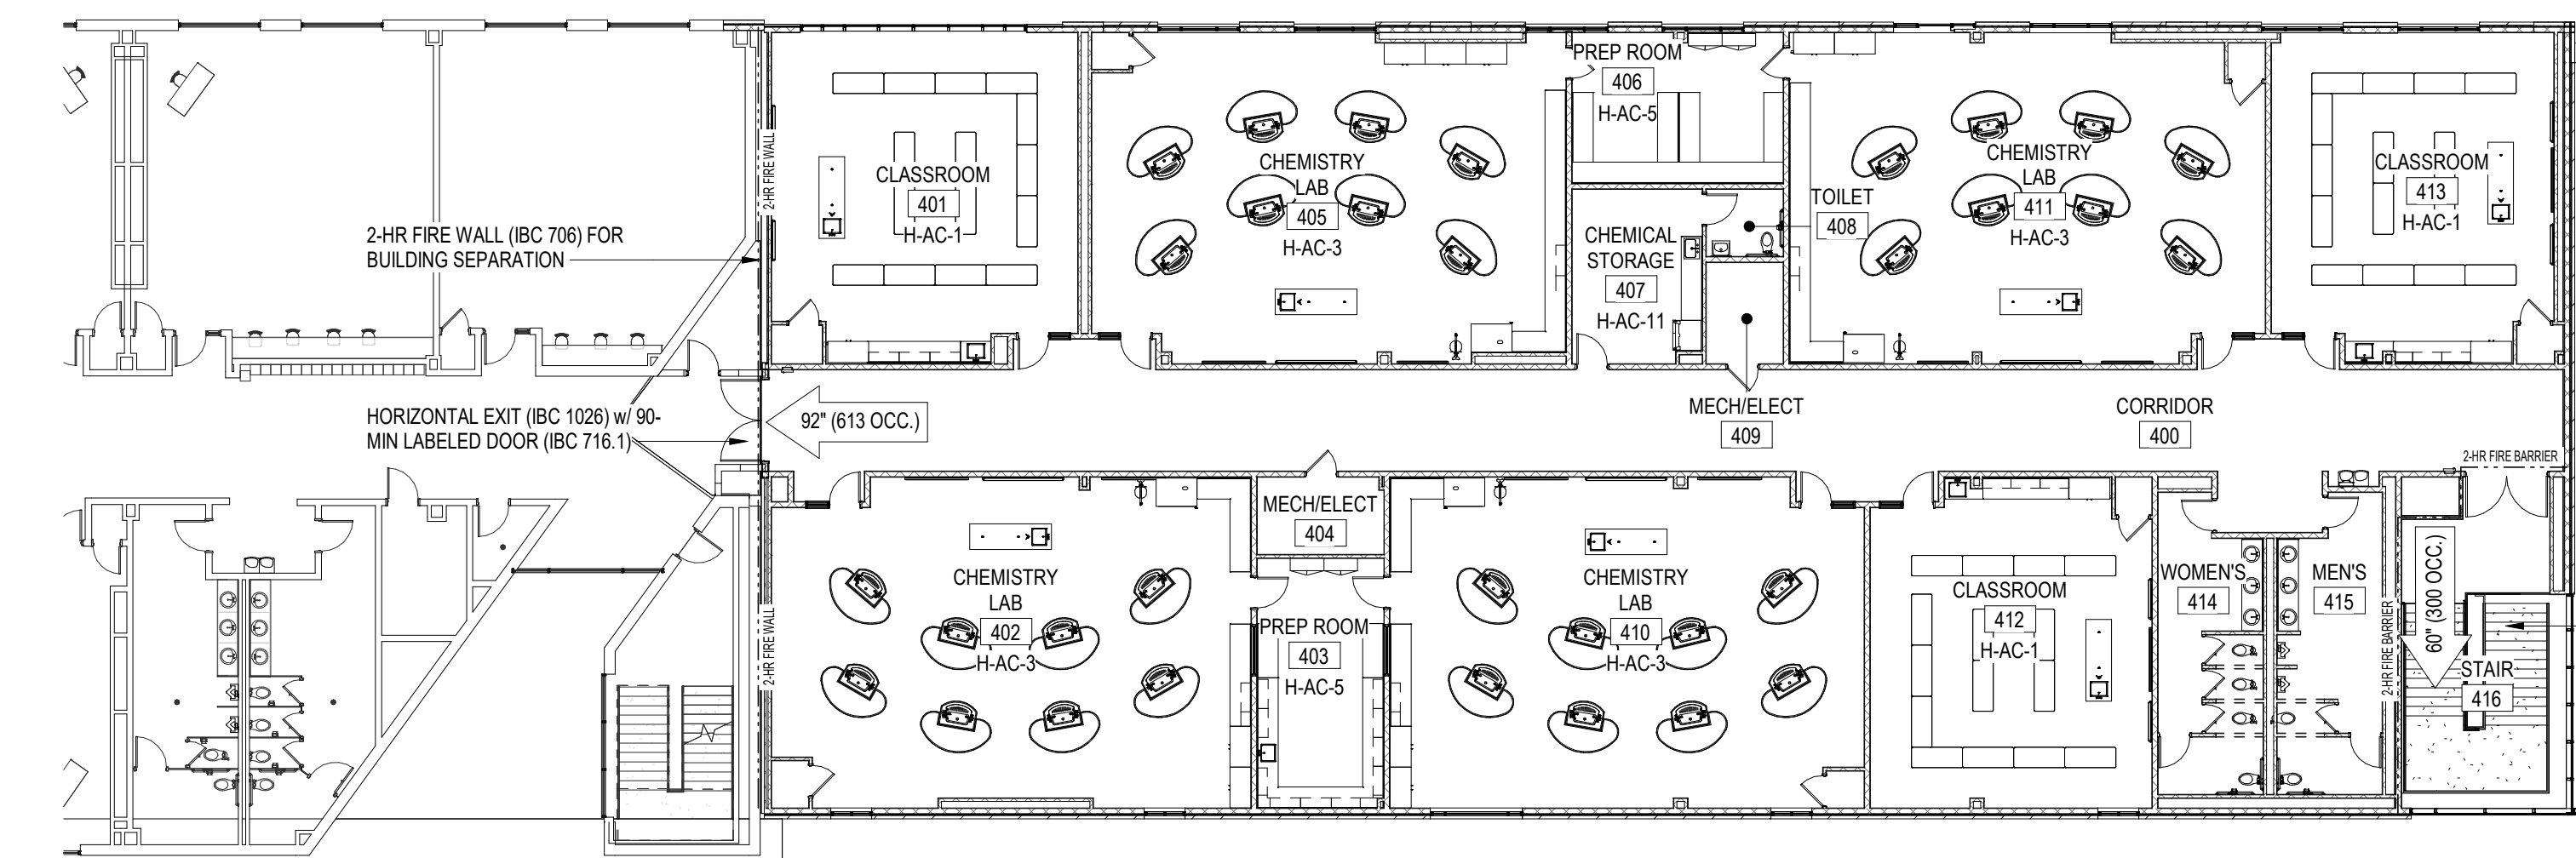 2-HR FIRE WALL (IBC 706) FOR
BUILDING SEPARATION
HORIZONTAL EXIT (IBC 1026) w/ 90-
MIN LABELED DOOR (IBC 716.1)
2-HR FIRE WALL
92" (613 OCC.)
2-HR FIRE WALL
CLASSROOM
401
H-AC-1
CHEMISTRY
LAB
405
H-AC-3
PREP ROOM
406
H-AC-5
CHEMICAL
STORAGE
407
H-AC-11
TOILET
408
CHEMISTRY
LAB
411
H-AC-3
CLASSROOM
413
H-AC-1
MECH/ELECT
409
CORRIDOR
400
2-HR FIRE BARRIER
CHEMISTRY
LAB
402
H-AC-3
MECH/ELECT
404
PREP ROOM
403
H-AC-5
CHEMISTRY
LAB
410
H-AC-3
CLASSROOM
412
H-AC-1
WOMEN'S
414
MEN'S
415
2-HR FIRE BARRIER
60" (300 OCC.)
STAIR
416